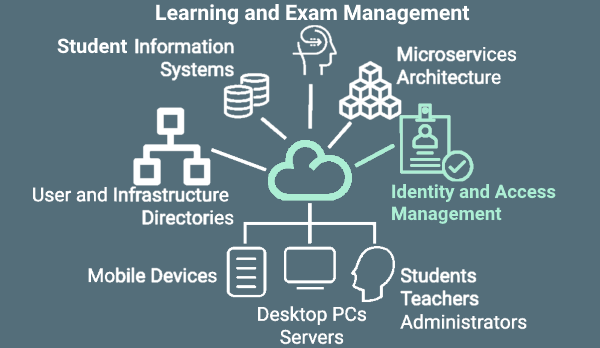 Learning and Exam Management
Student Information
Systems
Microservices
Architecture
User and Infrastructure
Directories
Identity and Access
Management
Mobile Devices
Desktop PCs
Servers
Students
Teachers
Administrators